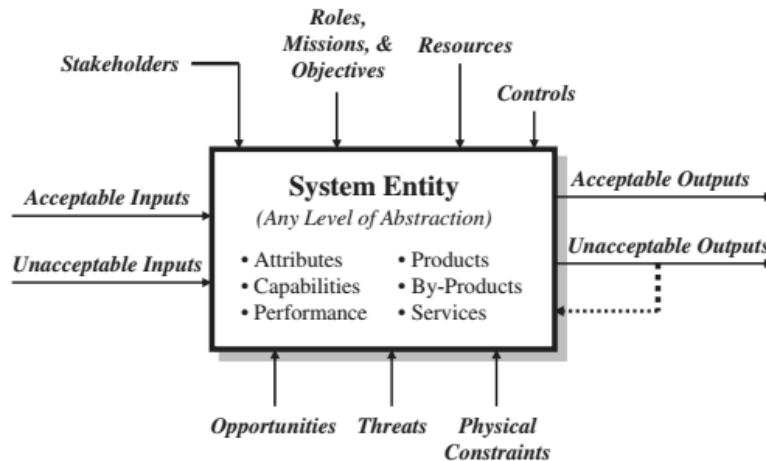 Roles,
Missions, &
Objectives
Resources
Stakeholders
Controls
System Entity
(Any Level of Abstraction)
• Attributes
• Capabilities
• Performance
• Products
• By-Products
• Services
Acceptable Inputs
Unacceptable Inputs
Acceptable Outputs
Unacceptable Outputs
Opportunities
Threats
Physical
Constraints